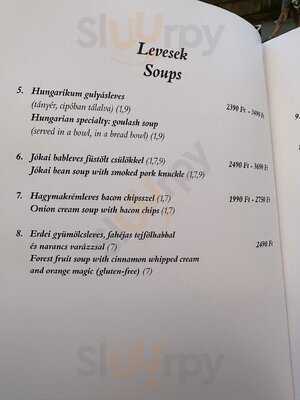 Sluurpy
Levesek
Soups
5. Hungarikum gulyásleves
(tányér, cipóban tálalva) (1,9)
2390 Ft - 3490 Ft
Hungarian specialty: goulash soup
(served in a bowl, in a bread bowl) (1,9)
6. Jókai bableves füstölt csülökkel (1,7,9)
Jókai bean soup with smoked pork knuckle (1,7,9)
2490 Ft - 3690 Ft
7. Hagymakrémleves bacon chipsszel (1,7)
1990 Ft - 2750 Ft
Onion cream soup with bacon chips (1,7)
8. Erdei gyümölcsleves, fahéjas tejfölhabbal
és narancs varázzsal (7)
2490 Ft
Forest fruit soup with cinnamon whipped cream
and orange magic (gluten-free) (7)
Sluurpy